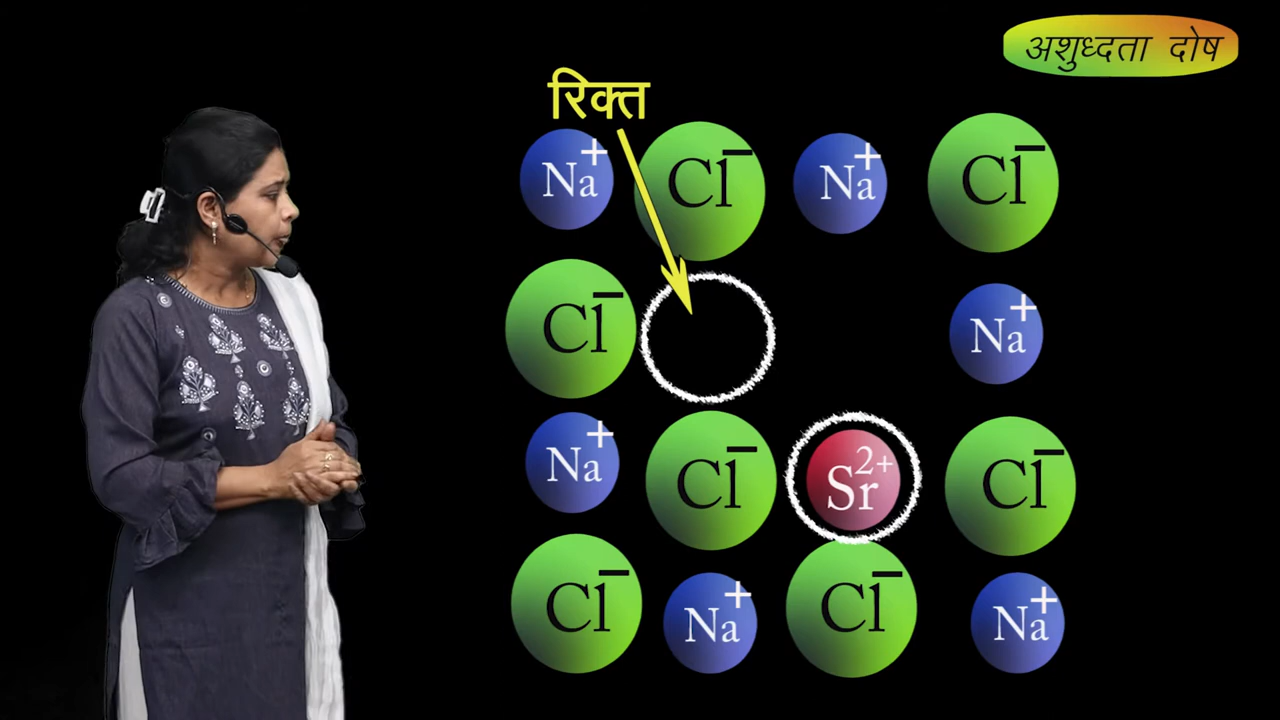 अशुध्दता दोष
रिक्त
Na+ Cl− Na+ Cl−
Cl− Na+
Na+ Cl− Sr2+ Cl−
Cl− Na+ Cl− Na+